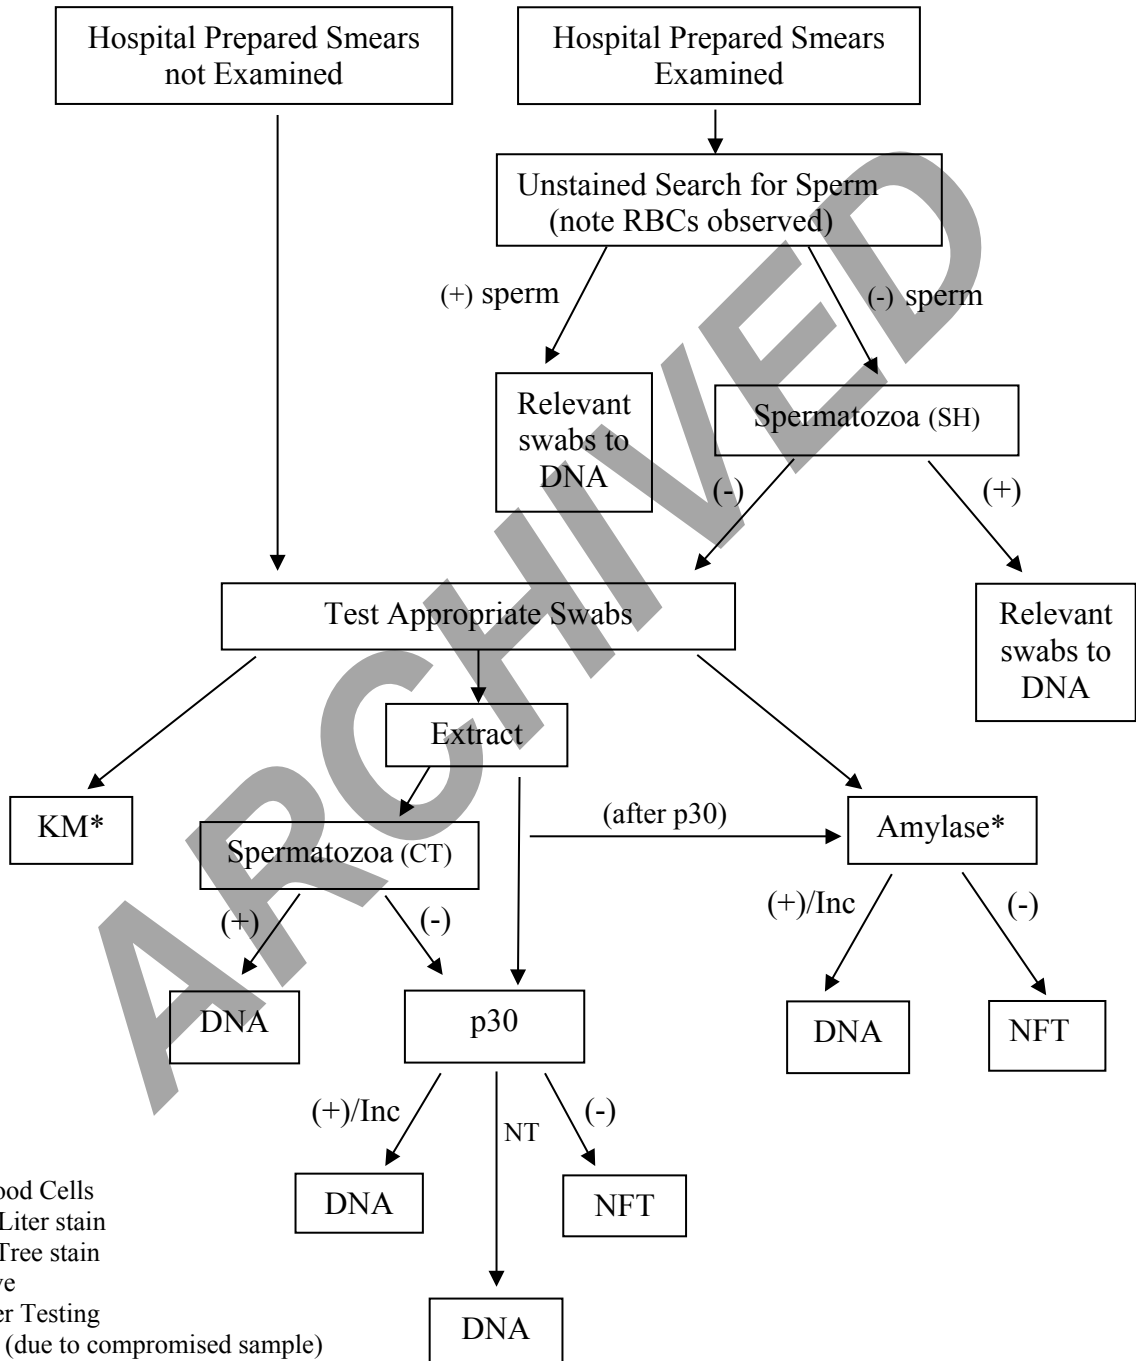 Hospital Prepared Smears
not Examined
Hospital Prepared Smears
Examined
Unstained Search for Sperm
(note RBCs observed)
(+) sperm
(-) sperm
Relevant
swabs to
DNA
Spermatozoa (SH)
(-)
(+)
Relevant
swabs to
DNA
Test Appropriate Swabs
Extract
KM*
Spermatozoa (CT)
(after p30)
Amylase*
(+)
(-)
(+)/Inc
(-)
DNA
p30
DNA
NFT
(+)/Inc
NT
(-)
DNA
NFT
DNA
ood Cells
Liter stain
Tree stain
ve
er Testing
(due to compromised sample)
ARCHIVED